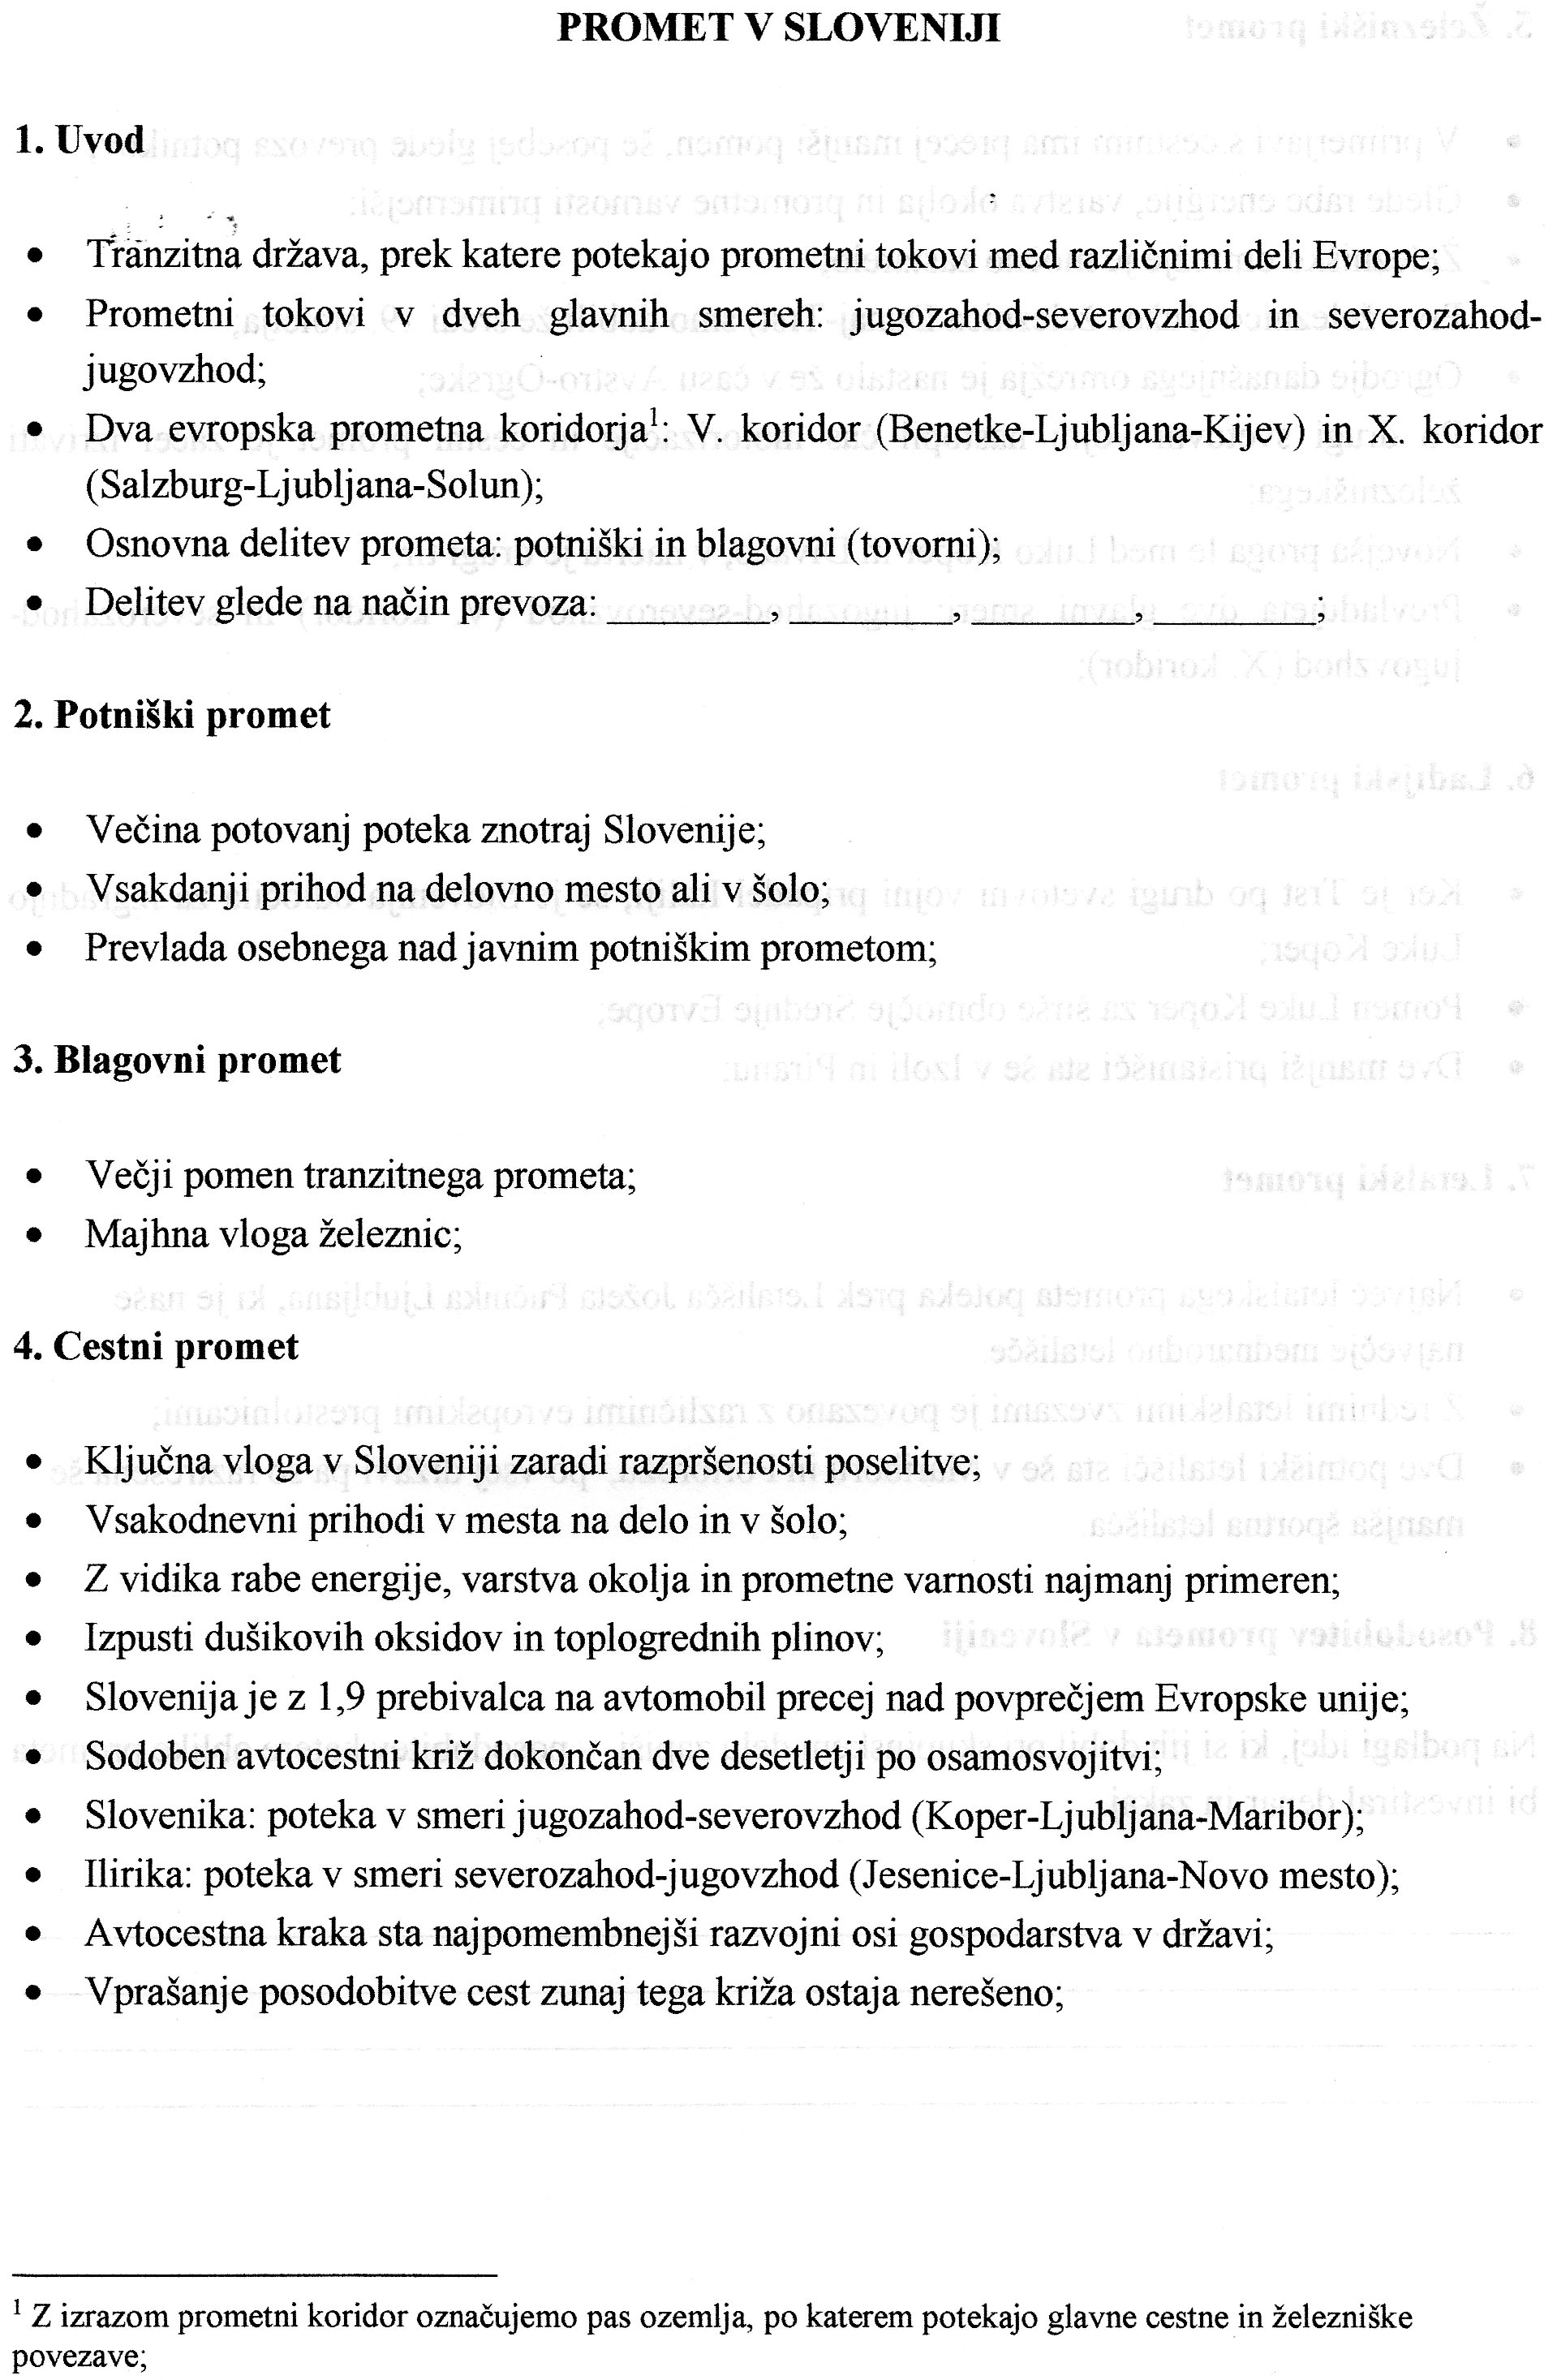 PROMET V SLOVENIJI
1. Uvod
• Tranzitna država, prek katere potekajo prometni tokovi med različnimi deli Evrope;
• Prometni tokovi v dveh glavnih smereh: jugozahod-severovzhod in severozahod-
jugovzhod;
• Dva evropska prometna koridorja¹: V. koridor (Benetke-Ljubljana-Kijev) in X. koridor
(Salzburg-Ljubljana-Solun);
• Osnovna delitev prometa: potniški in blagovni (tovorni);
• Delitev glede na način prevoza: ________, ________, ________, ________;
2. Potniški promet
• Večina potovanj poteka znotraj Slovenije;
• Vsakdanji prihod na delovno mesto ali v šolo;
• Prevlada osebnega nad javnim potniškim prometom;
3. Blagovni promet
• Večji pomen tranzitnega prometa;
• Majhna vloga železnic;
4. Cestni promet
• Ključna vloga v Sloveniji zaradi razpršenosti poselitve;
• Vsakodnevni prihodi v mesta na delo in v šolo;
• Z vidika rabe energije, varstva okolja in prometne varnosti najmanj primeren;
• Izpusti dušikovih oksidov in toplogrednih plinov;
• Slovenija je z 1,9 prebivalca na avtomobil precej nad povprečjem Evropske unije;
• Sodoben avtocestni križ dokončan dve desetletji po osamosvojitvi;
• Slovenika: poteka v smeri jugozahod-severovzhod (Koper-Ljubljana-Maribor);
• Ilirika: poteka v smeri severozahod-jugovzhod (Jesenice-Ljubljana-Novo mesto);
• Avtocestna kraka sta najpomembnejši razvojni osi gospodarstva v državi;
• Vprašanje posodobitve cest zunaj tega križa ostaja nerešeno;
¹ Z izrazom prometni koridor označujemo pas ozemlja, po katerem potekajo glavne cestne in železniške
povezave;